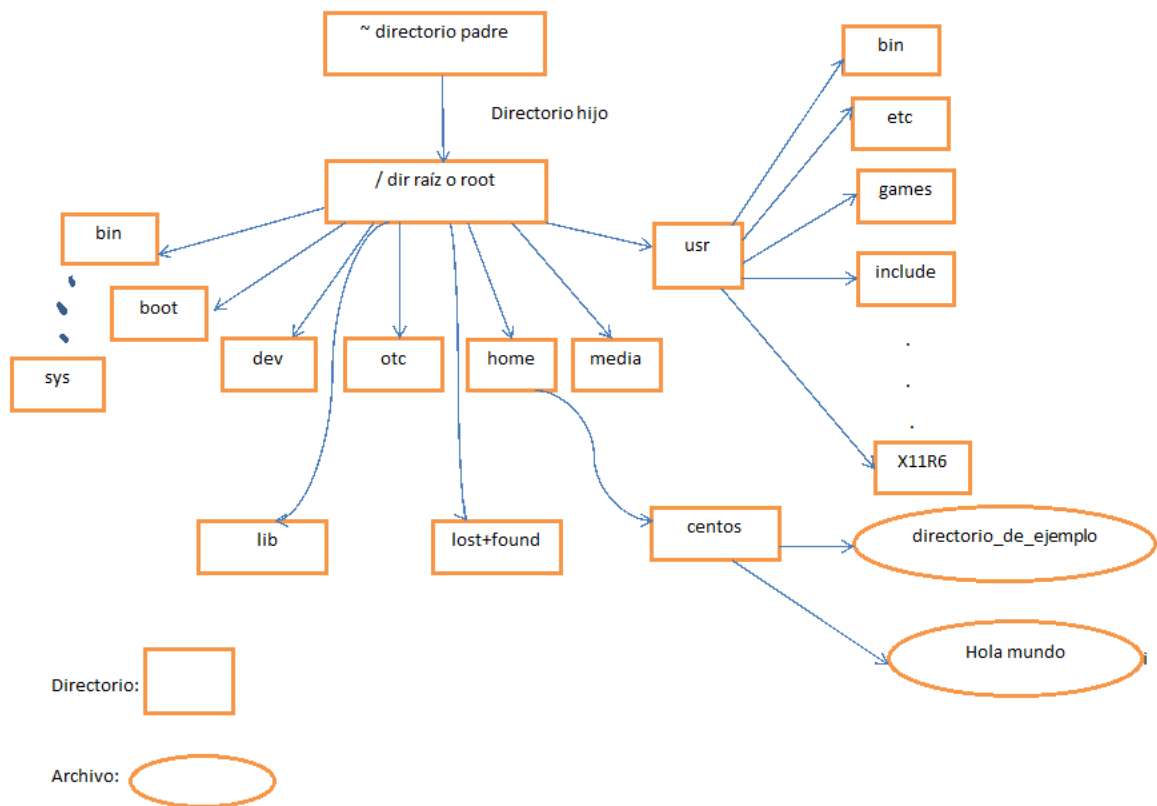 ~ directorio padre
bin
Directorio hijo
etc
/ dir raíz o root
games
bin
usr
include
boot
dev
otc
home
media
sys
.
.
.
X11R6
lib
lost+found
centos
directorio_de_ejemplo
Hola mundo
i
Directorio:
Archivo: